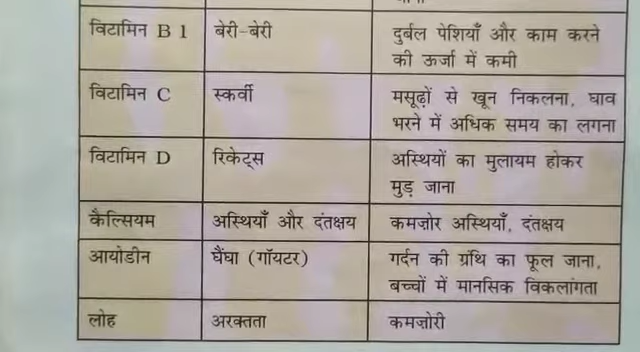 विटामिन B 1 बेरी-बेरी दुर्बल पेशियाँ और काम करने
की ऊर्जा में कमी
विटामिन C स्कर्वी मसूढ़ों से खून निकलना, घाव
भरने में अधिक समय का लगना
विटामिन D रिकेट्स अस्थियों का मुलायम होकर
मुड़ जाना
कैल्सियम अस्थियाँ और दंतक्षय कमज़ोर अस्थियाँ, दंतक्षय
आयोडीन घैंघा (गॉयटर) गर्दन की ग्रंथि का फूल जाना,
बच्चों में मानसिक विकलांगता
लोह अरक्तता कमज़ोरी